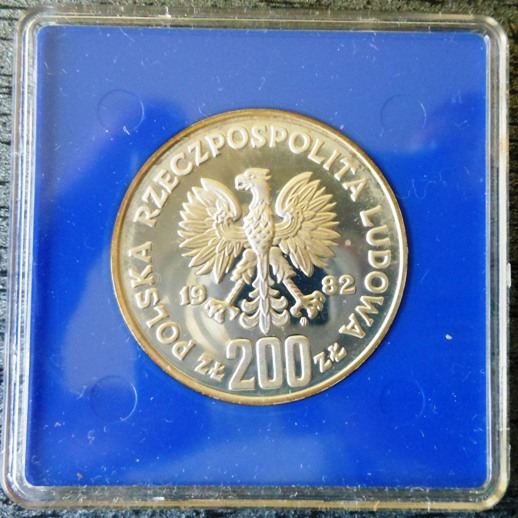 POLSKA RZECZPOSPOLITA LUDOWA
19 82
ZŁ 200 ZŁ